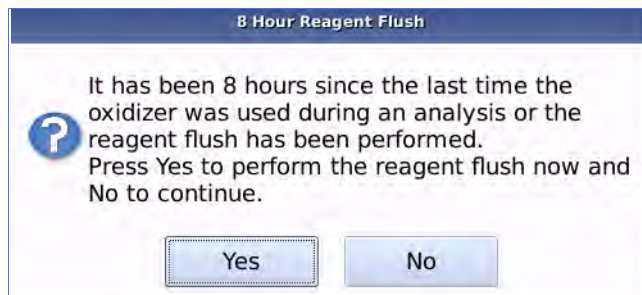 8 Hour Reagent Flush
It has been 8 hours since the last time the
oxidizer was used during an analysis or the
reagent flush has been performed.
Press Yes to perform the reagent flush now and
No to continue.
Yes No